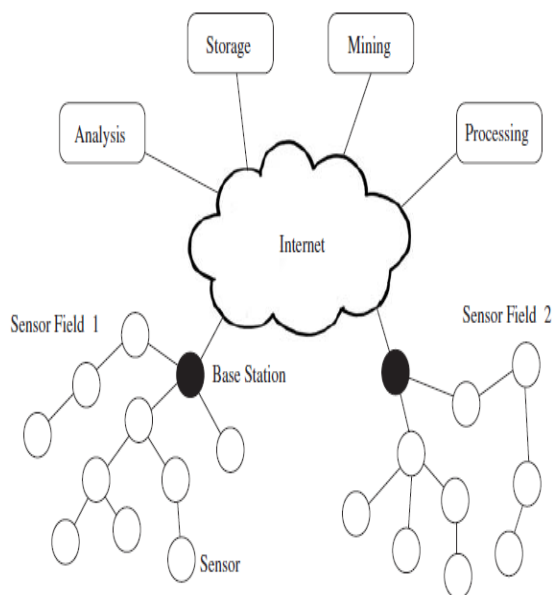 Storage
Mining
Analysis
Processing
Internet
Sensor Field 1
Sensor Field 2
Base Station
Sensor